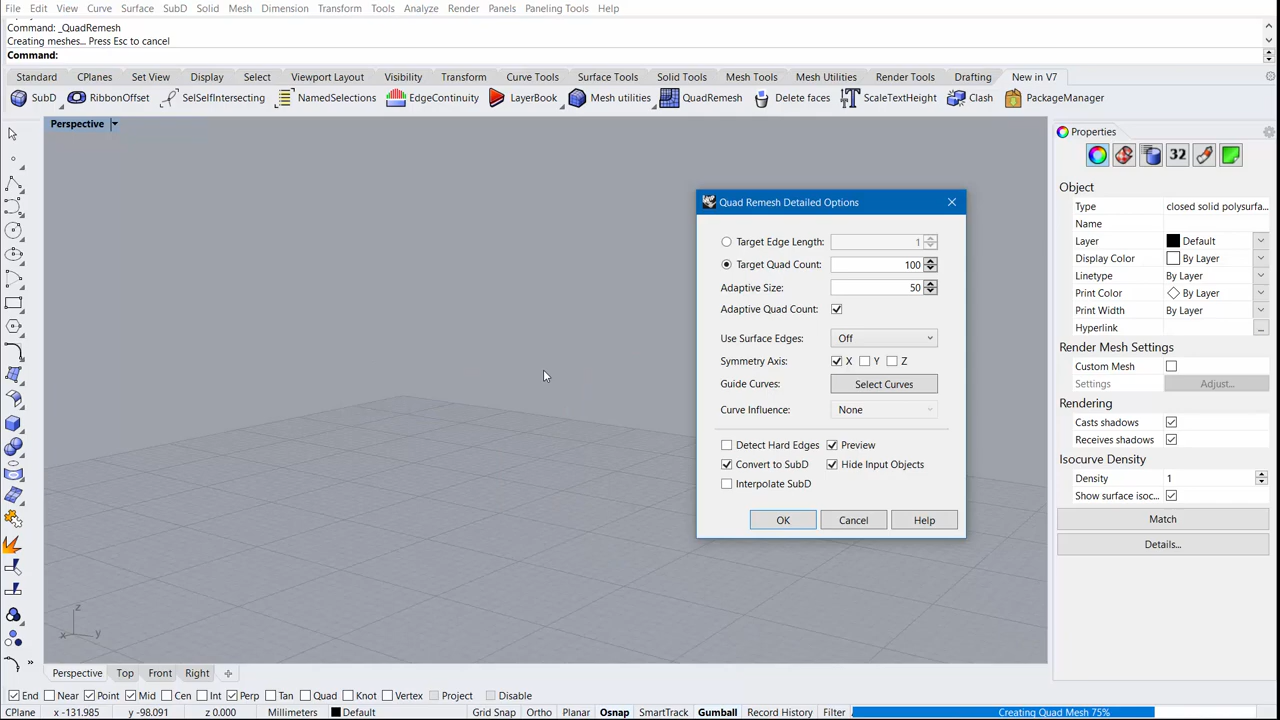 File Edit View Curve Surface SubD Solid Mesh Dimension Transform Tools Analyze Render Panels Paneling Tools Help
Command: _QuadRemesh
Creating meshes... Press Esc to cancel
Command:
Standard CPlanes Set View Display Select Viewport Layout Visibility Transform Curve Tools Surface Tools Solid Tools Mesh Tools Mesh Utilities Render Tools Drafting New in V7
SubD RibbonOffset SelSelfIntersecting NamedSelections EdgeContinuity LayerBook Mesh utilities QuadRemesh Delete faces ScaleTextHeight Clash PackageManager
Perspective
Quad Remesh Detailed Options
Target Edge Length: 1
Target Quad Count: 100
Adaptive Size: 50
Adaptive Quad Count:
Use Surface Edges: Off
Symmetry Axis: X Y Z
Guide Curves: Select Curves
Curve Influence: None
Detect Hard Edges Preview
Convert to SubD Hide Input Objects
Interpolate SubD
OK Cancel Help
Properties
32
Object
Type closed solid polysurfa...
Name
Layer Default
Display Color By Layer
Linetype By Layer
Print Color By Layer
Print Width By Layer
Hyperlink ...
Render Mesh Settings
Custom Mesh
Settings Adjust...
Rendering
Casts shadows
Receives shadows
Isocurve Density
Density 1
Show surface isoc...
Match
Details...
z
x y
Perspective Top Front Right
End Near Point Mid Cen Int Perp Tan Quad Knot Vertex Project Disable
CPlane x -131.985 y -98.091 z 0.000 Millimeters Default Grid Snap Ortho Planar Osnap SmartTrack Gumball Record History Filter Creating Quad Mesh 75%